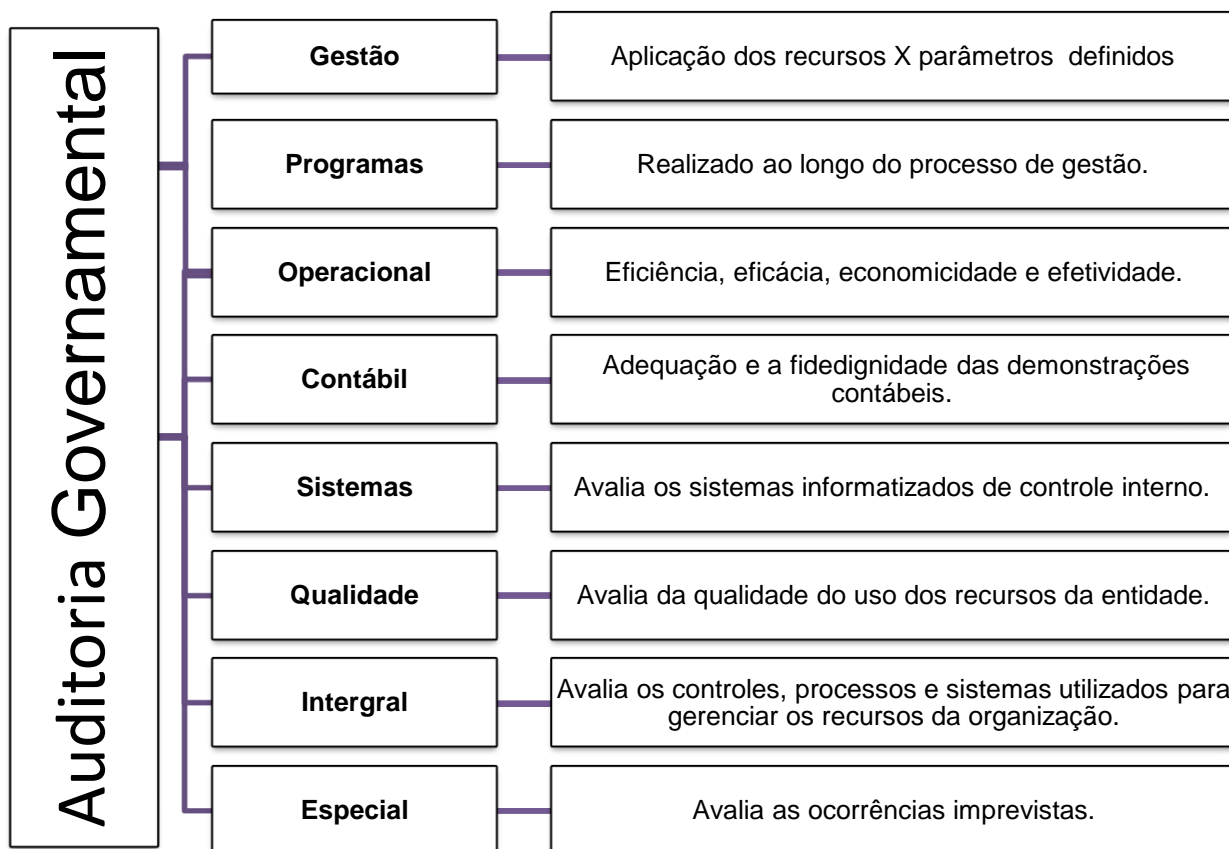 Auditoria Governamental
Gestão
Aplicação dos recursos X parâmetros definidos
Programas
Realizado ao longo do processo de gestão.
Operacional
Eficiência, eficácia, economicidade e efetividade.
Contábil
Adequação e a fidedignidade das demonstrações
contábeis.
Sistemas
Avalia os sistemas informatizados de controle interno.
Qualidade
Avalia da qualidade do uso dos recursos da entidade.
Intergral
Avalia os controles, processos e sistemas utilizados para
gerenciar os recursos da organização.
Especial
Avalia as ocorrências imprevistas.